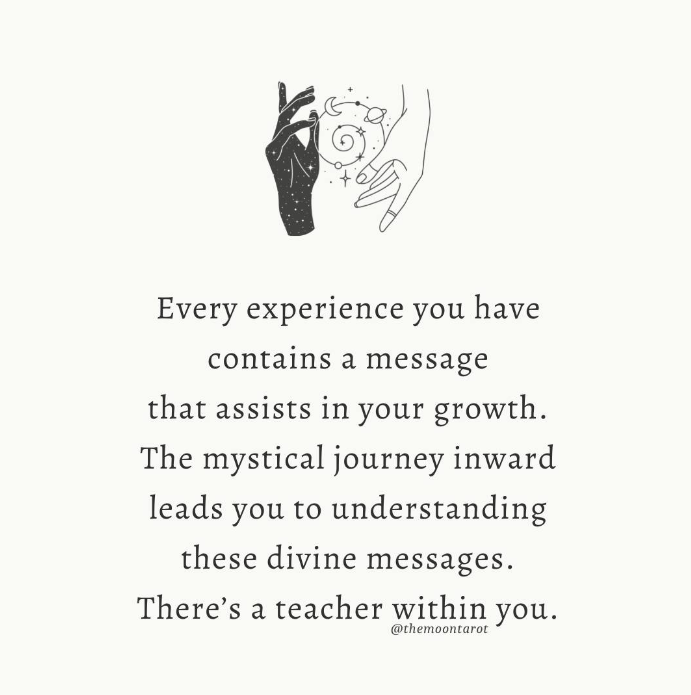 Every experience you have
contains a message
that assists in your growth.
The mystical journey inward
leads you to understanding
these divine messages.
There’s a teacher within you.
@themoontarot